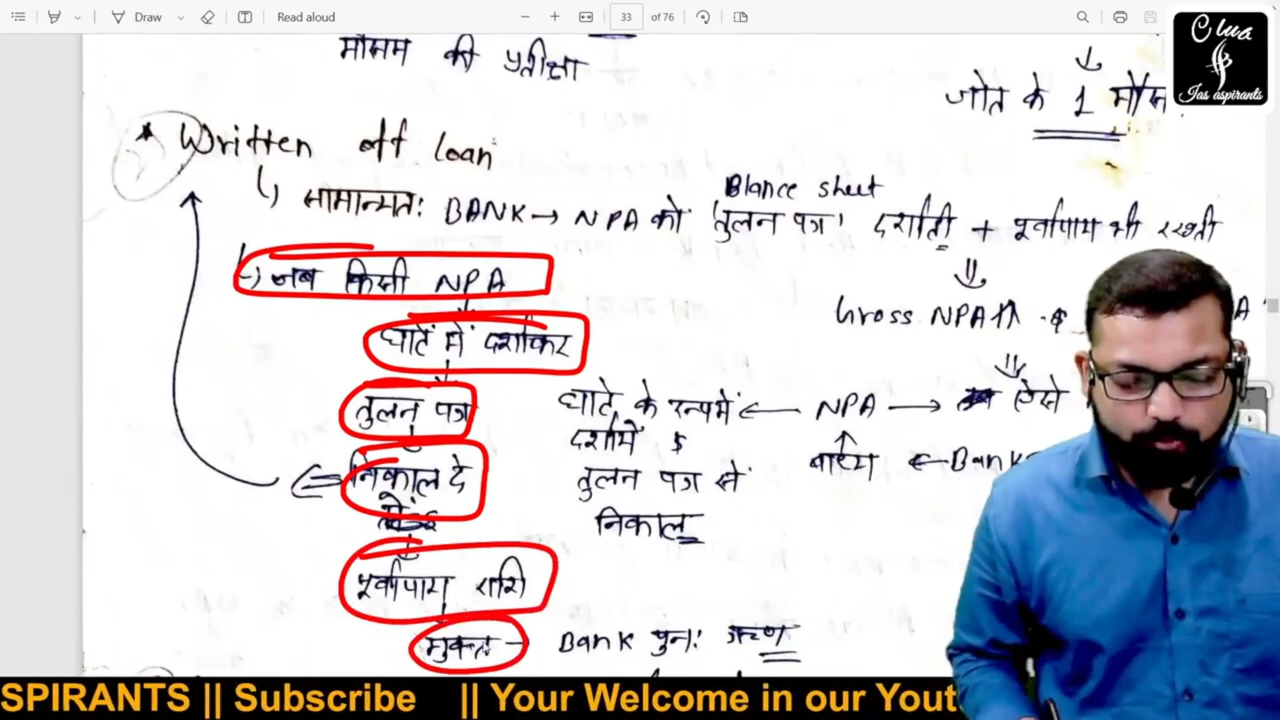 Draw
Read aloud
33
of 76
Clua
Ias aspirants
मौसम की प्रतीक्षा
जोत के 1 मौसम
* Written off loan
Blance sheet
सामान्यतः BANK → NPA को 'तुलन पत्र' दर्शाती + पूर्वोपाय भी रखती
जब किसी NPA
Gross NPA ⇈
घाटे में दर्शाकर
तुलन पत्र
घाटे के रूप में ← NPA → ऐसे
दर्शायें $
निकाल दे
तुलन पत्र से
बाध्य ← Bank
निकालू
पूर्वोपाय राशि
मुक्त - Bank पुनः ऋण
SPIRANTS || Subscribe || Your Welcome in our Yout